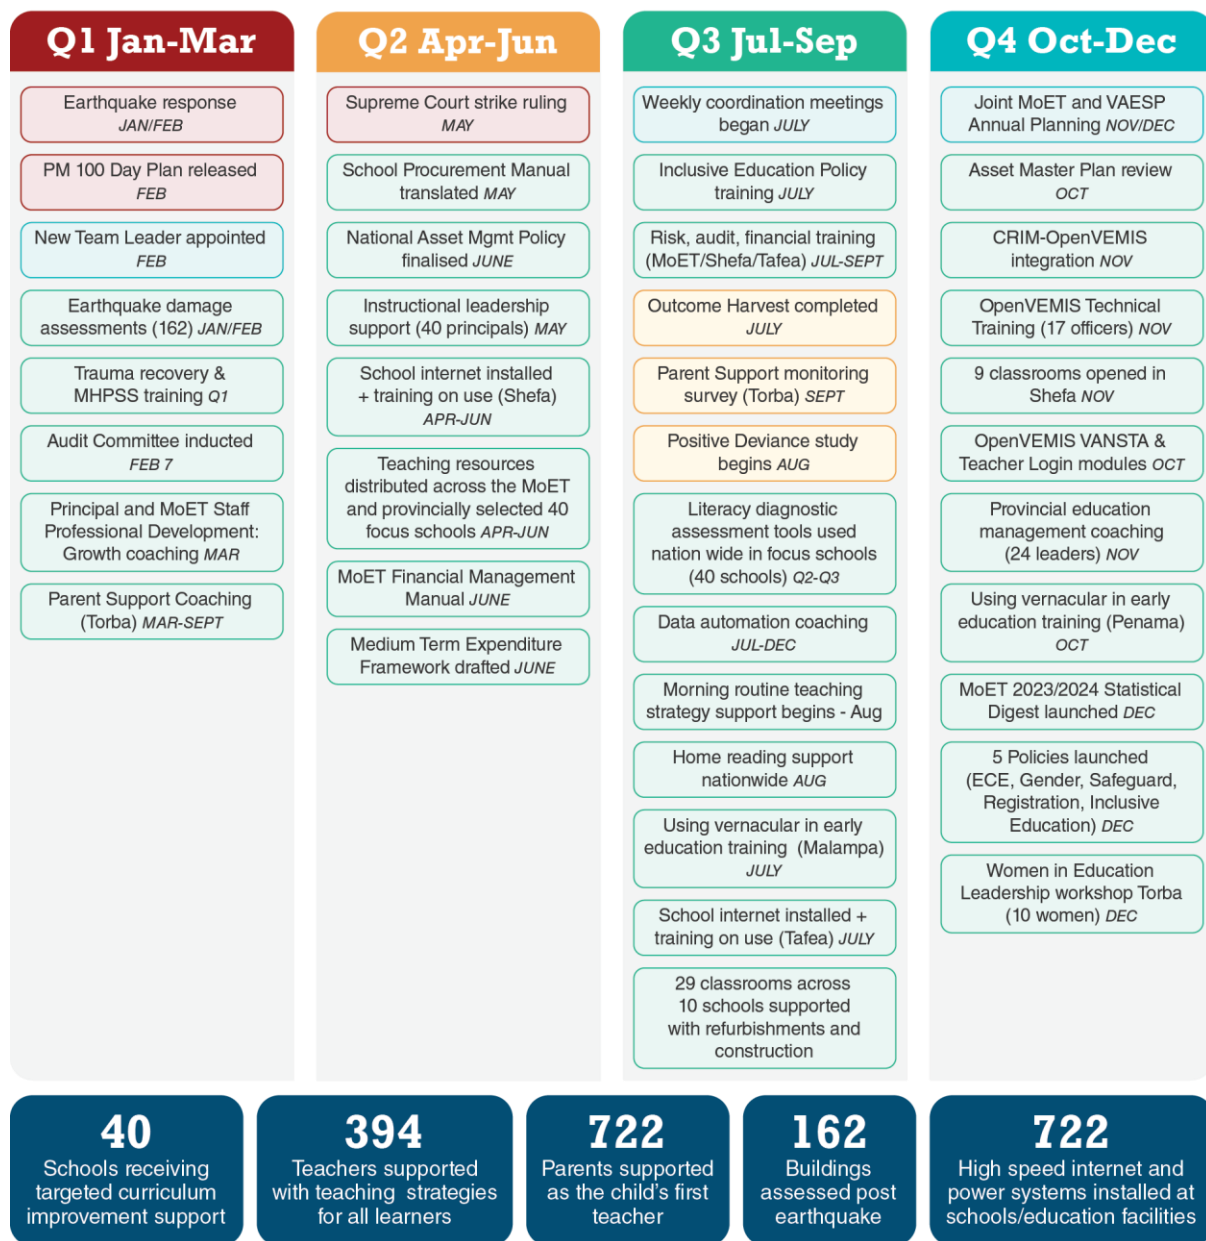 Q1 Jan-Mar
Earthquake response
JAN/FEB
PM 100 Day Plan released
FEB
New Team Leader appointed
FEB
Earthquake damage
assessments (162) JAN/FEB
Trauma recovery &
MHPSS training Q1
Audit Committee inducted
FEB 7
Principal and MoET Staff
Professional Development:
Growth coaching MAR
Parent Support Coaching
(Torba) MAR-SEPT
Q2 Apr-Jun
Supreme Court strike ruling
MAY
School Procurement Manual
translated MAY
National Asset Mgmt Policy
finalised JUNE
Instructional leadership
support (40 principals) MAY
School internet installed
+ training on use (Shefa)
APR-JUN
Teaching resources
distributed across the MoET
and provincially selected 40
focus schools APR-JUN
MoET Financial Management
Manual JUNE
Medium Term Expenditure
Framework drafted JUNE
Q3 Jul-Sep
Weekly coordination meetings
began JULY
Inclusive Education Policy
training JULY
Risk, audit, financial training
(MoET/Shefa/Tafea) JUL-SEPT
Outcome Harvest completed
JULY
Parent Support monitoring
survey (Torba) SEPT
Positive Deviance study
begins AUG
Literacy diagnostic
assessment tools used
nation wide in focus schools
(40 schools) Q2-Q3
Data automation coaching
JUL-DEC
Morning routine teaching
strategy support begins - Aug
Home reading support
nationwide AUG
Using vernacular in early
education training (Malampa)
JULY
School internet installed +
training on use (Tafea) JULY
29 classrooms across
10 schools supported
with refurbishments and
construction
Q4 Oct-Dec
Joint MoET and VAESP
Annual Planning NOV/DEC
Asset Master Plan review
OCT
CRIM-OpenVEMIS
integration NOV
OpenVEMIS Technical
Training (17 officers) NOV
9 classrooms opened in
Shefa NOV
OpenVEMIS VANSTA &
Teacher Login modules OCT
Provincial education
management coaching
(24 leaders) NOV
Using vernacular in early
education training (Penama)
OCT
MoET 2023/2024 Statistical
Digest launched DEC
5 Policies launched
(ECE, Gender, Safeguard,
Registration, Inclusive
Education) DEC
Women in Education
Leadership workshop Torba
(10 women) DEC
40
Schools receiving
targeted curriculum
improvement support
394
Teachers supported
with teaching strategies
for all learners
722
Parents supported
as the child's first
teacher
162
Buildings
assessed post
earthquake
722
High speed internet and
power systems installed at
schools/education facilities